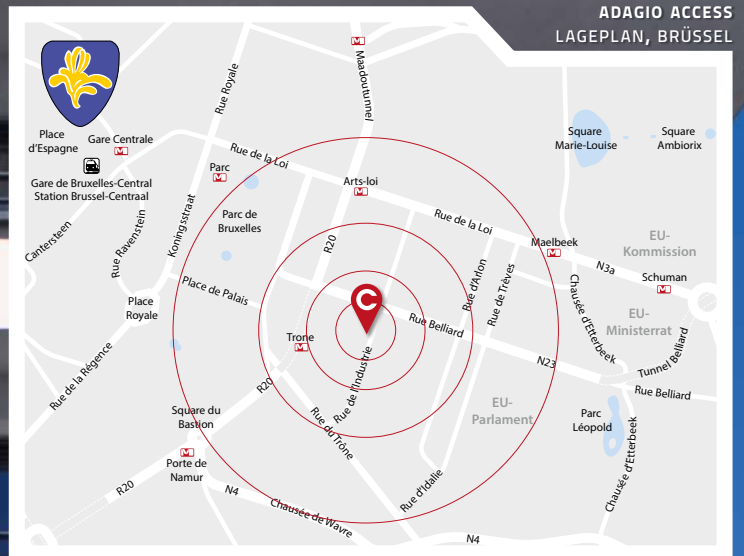 ADAGIO ACCESS
LAGEPLAN, BRÜSSEL
Maadoutunnel
Rue Royale
Place
d'Espagne
Gare Centrale
M
Gare de Bruxelles-Central
Station Brussel-Centraal
Rue de la Loi
Parc
M
Arts-loi
M
Square
Marie-Louise
Square
Ambiorix
Cantersteen
Rue Ravenstein
Koningsstraat
Parc de
Bruxelles
R20
Rue de la Loi
Maelbeek
M
EU-
Kommission
N3a
Schuman
M
Place de Palais
Place
Royale
C
Rue d'Arlon
Rue de Trèves
Chausée d'Etterbeek
EU-
Ministerrat
Rue Belliard
Trone
M
Tunnel Belliard
Rue de la Régence
Rue de l'Industrie
N23
R20
Rue Belliard
Square du
Bastion
Rue du Trône
EU-
Parlament
Parc
Léopold
Chausée d'Etterbeek
M
Porte de
Namur
R20
N4
Chausée de Wavre
Rue d'Idalie
N4
M